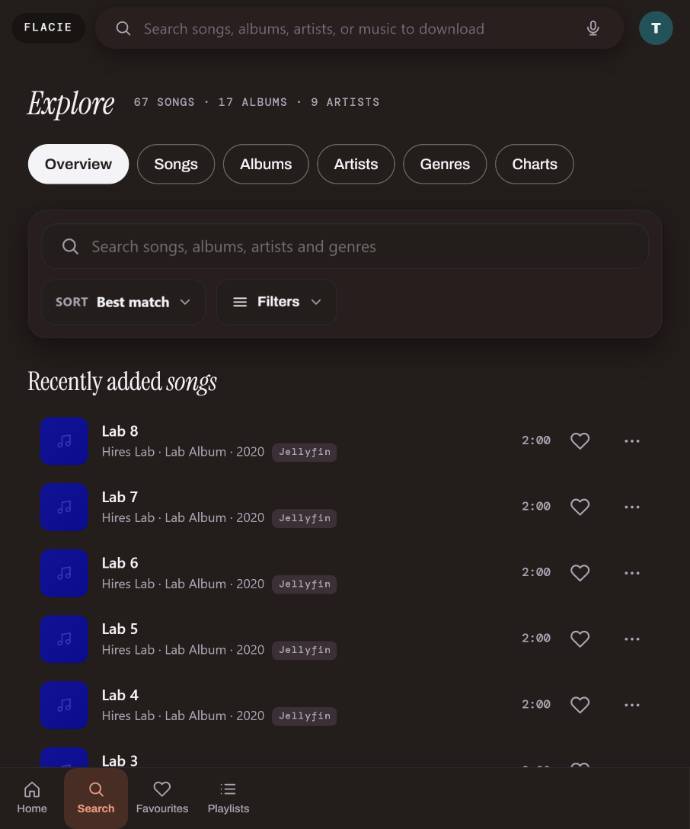 FLACIE
Search songs, albums, artists, or music to download
T
Explore
67 SONGS · 17 ALBUMS · 9 ARTISTS
Overview
Songs
Albums
Artists
Genres
Charts
Search songs, albums, artists and genres
SORT Best match
Filters
Recently added songs
Lab 8
Hires Lab · Lab Album · 2020 Jellyfin
2:00
Lab 7
Hires Lab · Lab Album · 2020 Jellyfin
2:00
Lab 6
Hires Lab · Lab Album · 2020 Jellyfin
2:00
Lab 5
Hires Lab · Lab Album · 2020 Jellyfin
2:00
Lab 4
Hires Lab · Lab Album · 2020 Jellyfin
2:00
Lab 3
Home
Search
Favourites
Playlists